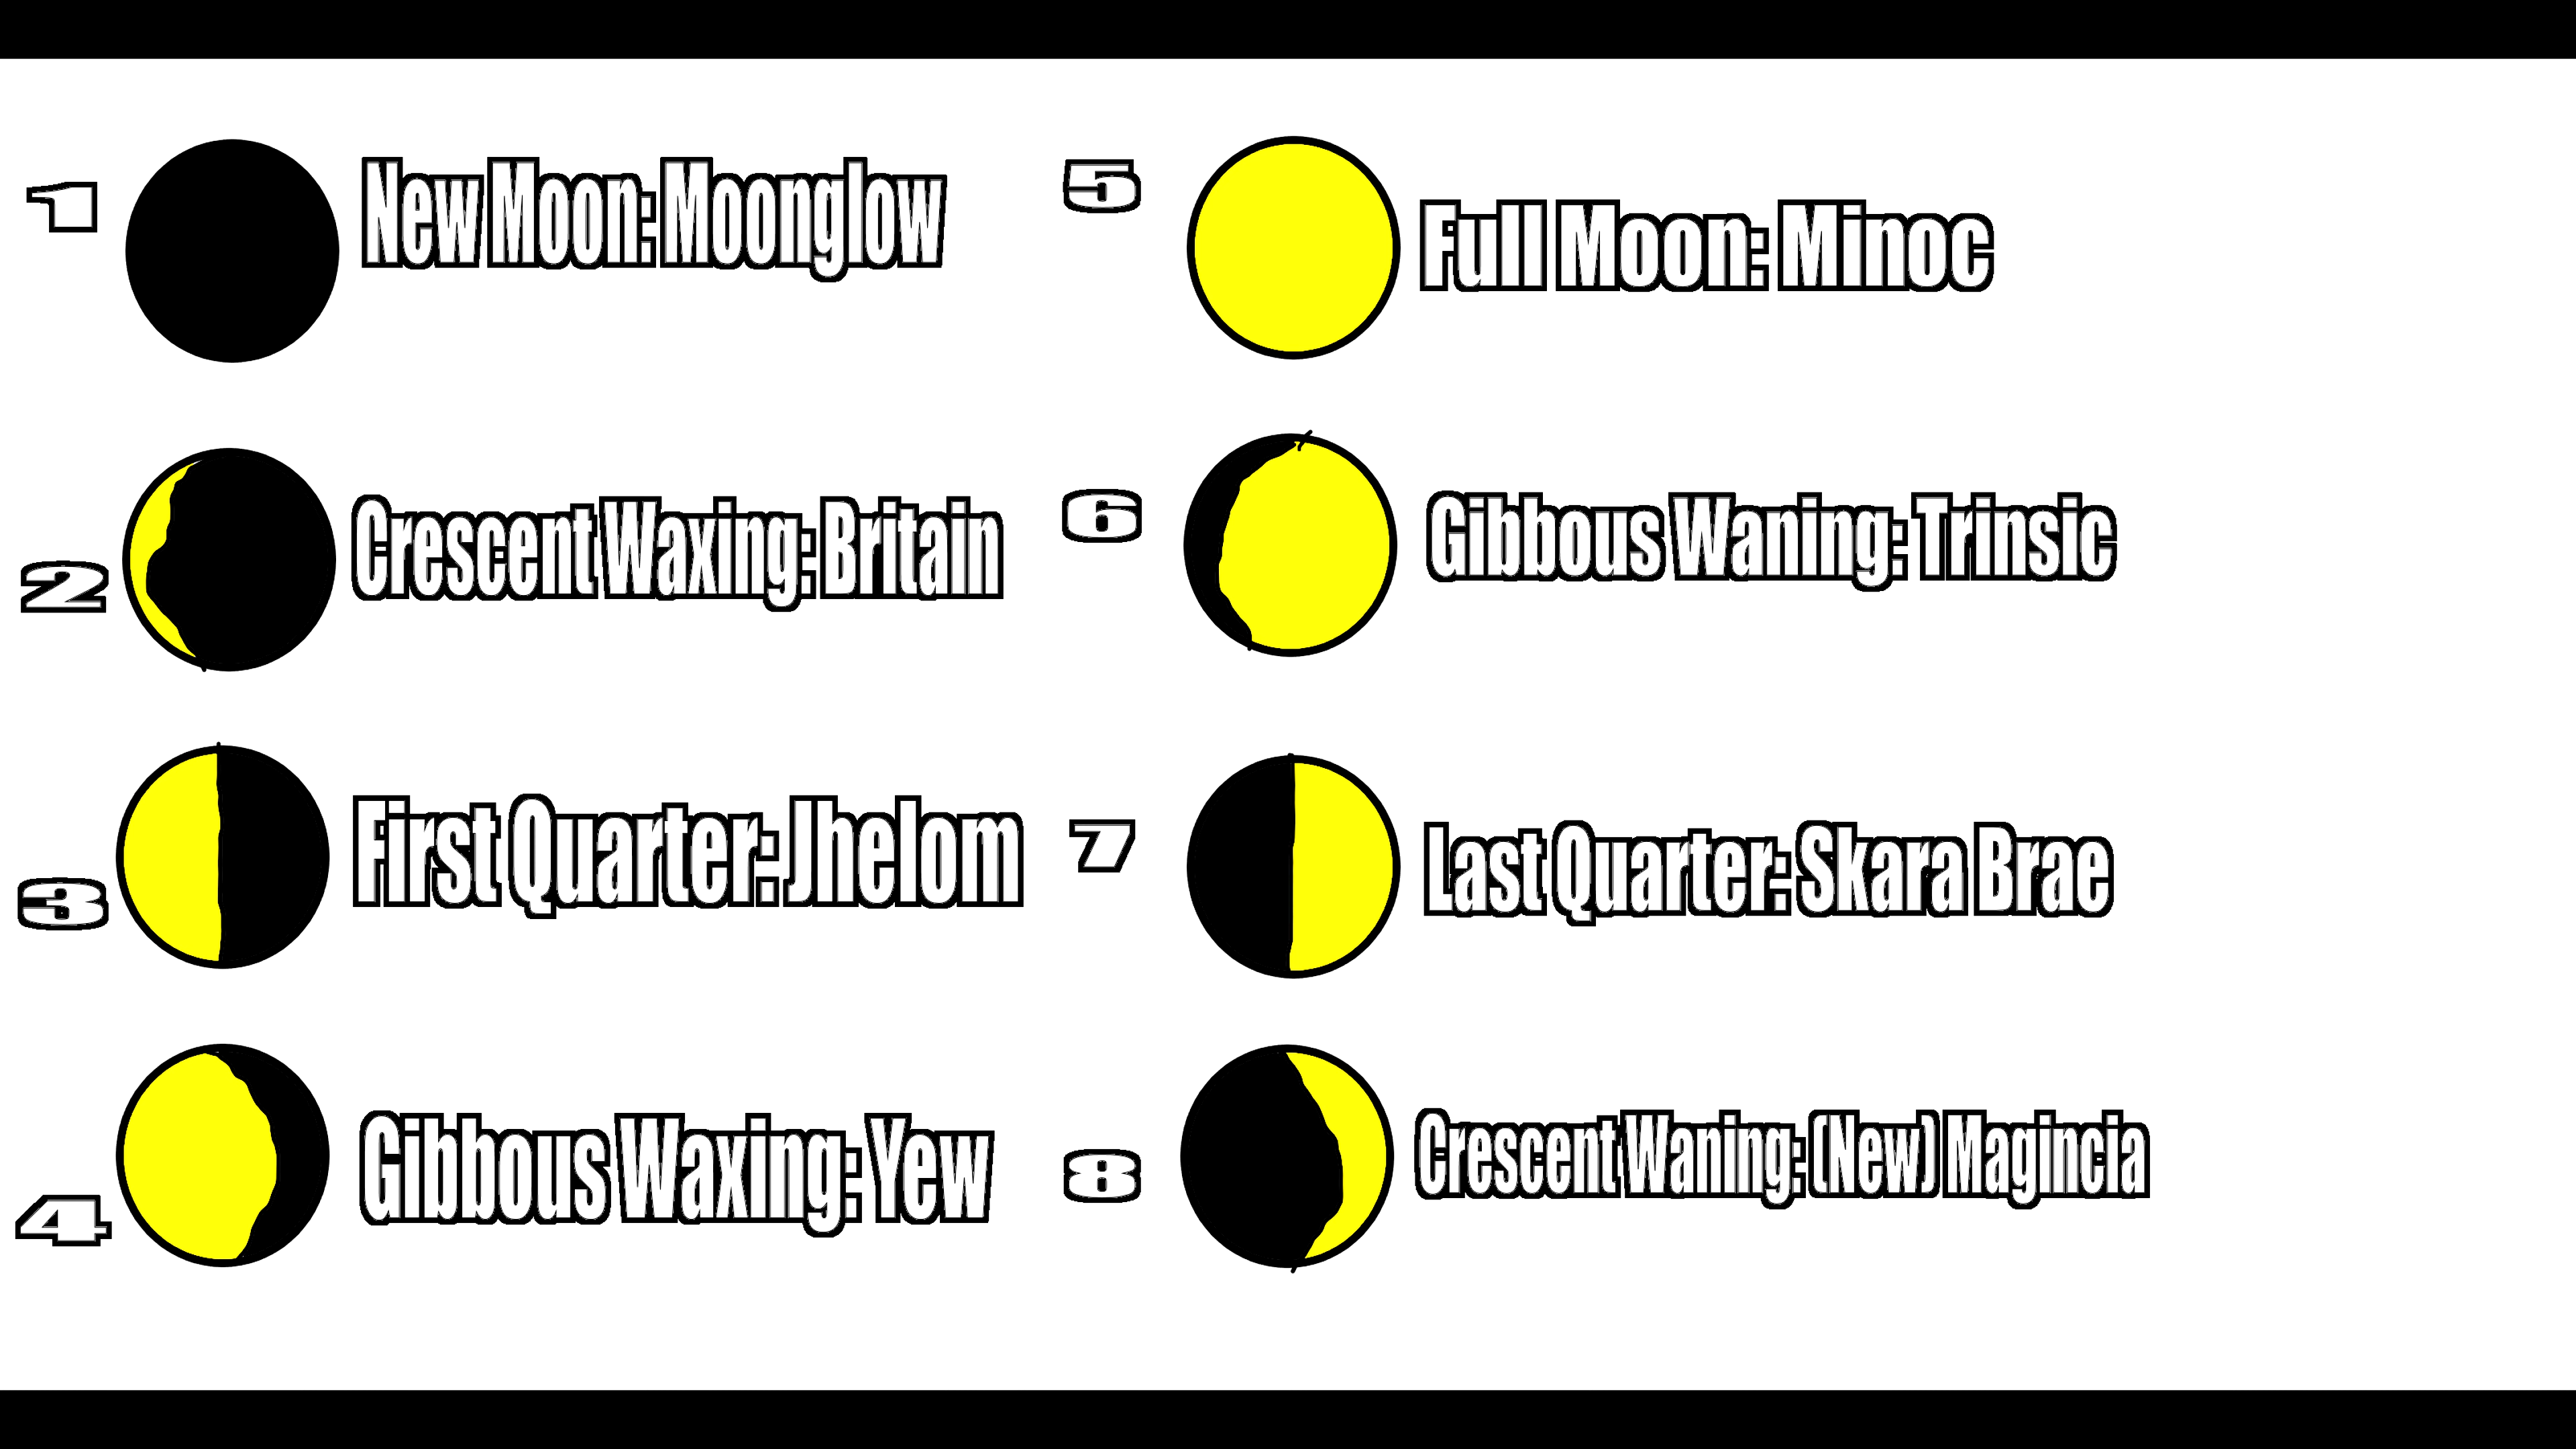 1 New Moon: Moonglow
2 Crescent Waxing: Britain
3 First Quarter: Jhelom
4 Gibbous Waxing: Yew
5 Full Moon: Minoc
6 Gibbous Waning: Trinsic
7 Last Quarter: Skara Brae
8 Crescent Waning: (New) Magincia